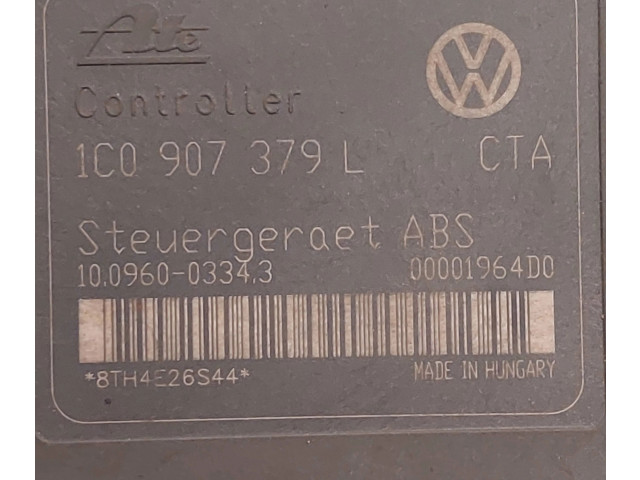 Ate
Controller
1C0 907 379 L CTA
Steuergeraet ABS
10.0960-0334.3 00001964D0
*8TH4E26S44* MADE IN HUNGARY